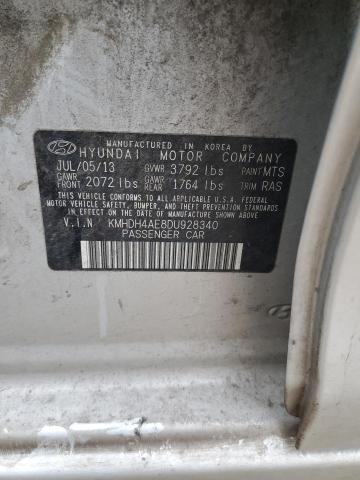 MANUFACTURED IN KOREA BY
HYUNDAI MOTOR COMPANY
JUL/05/13 GVWR 3792 lbs PAINT MTS
GAWR FRONT 2072 lbs GAWR REAR 1764 lbs TRIM RAS
THIS VEHICLE CONFORMS TO ALL APPLICABLE U.S.A. FEDERAL
MOTOR VEHICLE SAFETY, BUMPER, AND THEFT PREVENTION
STANDARDS IN EFFECT ON THE DATE OF MANUFACTURE SHOWN ABOVE.
V.I.N KMHDH4AE8DU928340
PASSENGER CAR